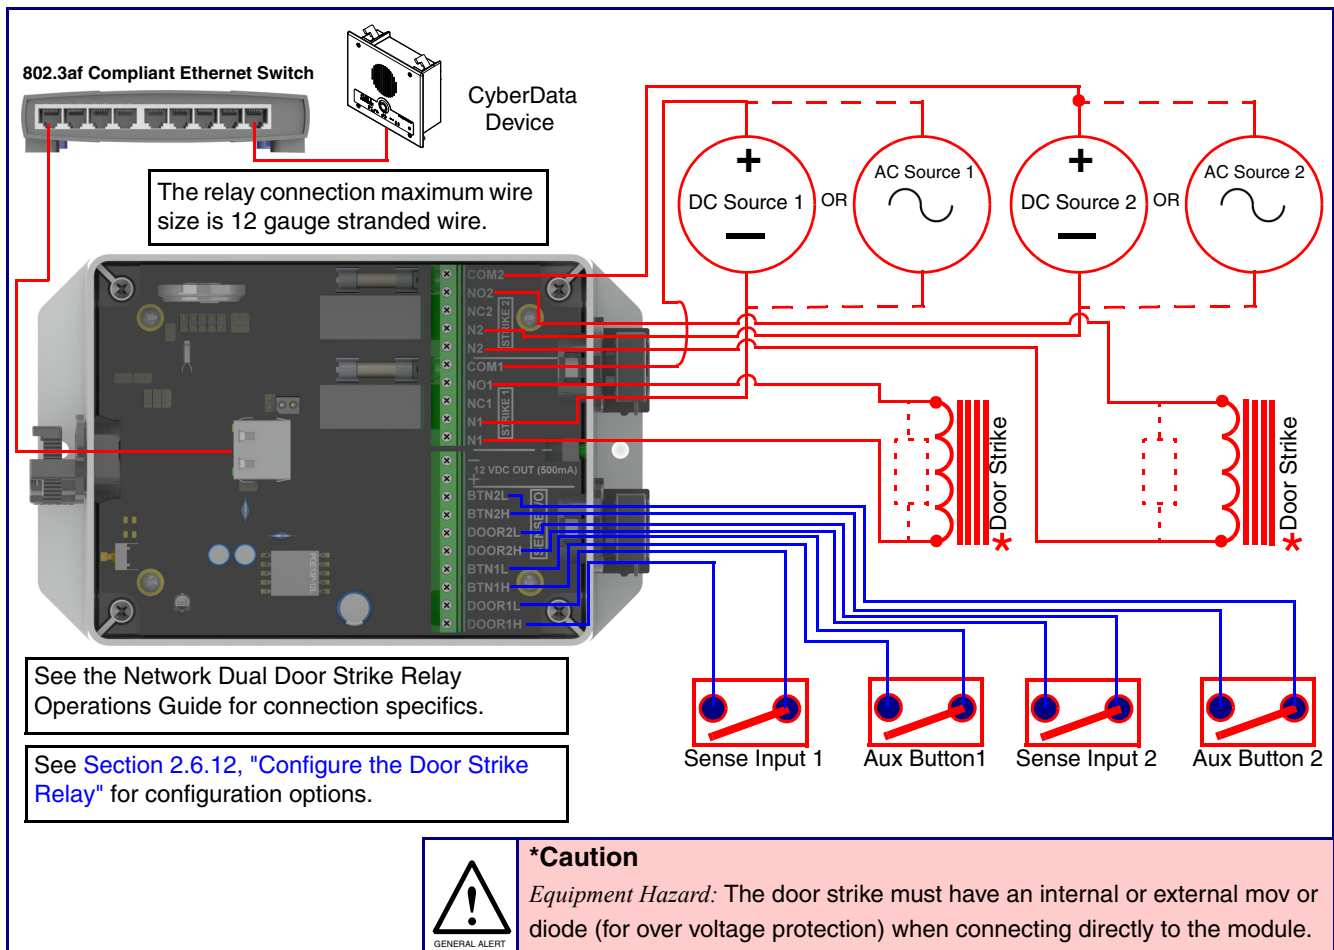 802.3af Compliant Ethernet Switch
CyberData
Device
The relay connection maximum wire
size is 12 gauge stranded wire.
+
DC Source 1
—
OR
AC Source 1
+
DC Source 2
—
OR
AC Source 2
COM2
NO2
NC2
N2
N2
STRIKE 2
COM1
NO1
NC1
N1
N1
STRIKE 1
−
+
12 VDC OUT (500mA)
BTN2L
BTN2H
DOOR2L
DOOR2H
BTN1L
BTN1H
DOOR1L
DOOR1H
SENSE I/O
POE13P-12L
*Door Strike
*Door Strike
Sense Input 1
Aux Button1
Sense Input 2
Aux Button 2
See the Network Dual Door Strike Relay
Operations Guide for connection specifics.
See Section 2.6.12, "Configure the Door Strike
Relay" for configuration options.
GENERAL ALERT
*Caution
Equipment Hazard: The door strike must have an internal or external mov or
diode (for over voltage protection) when connecting directly to the module.